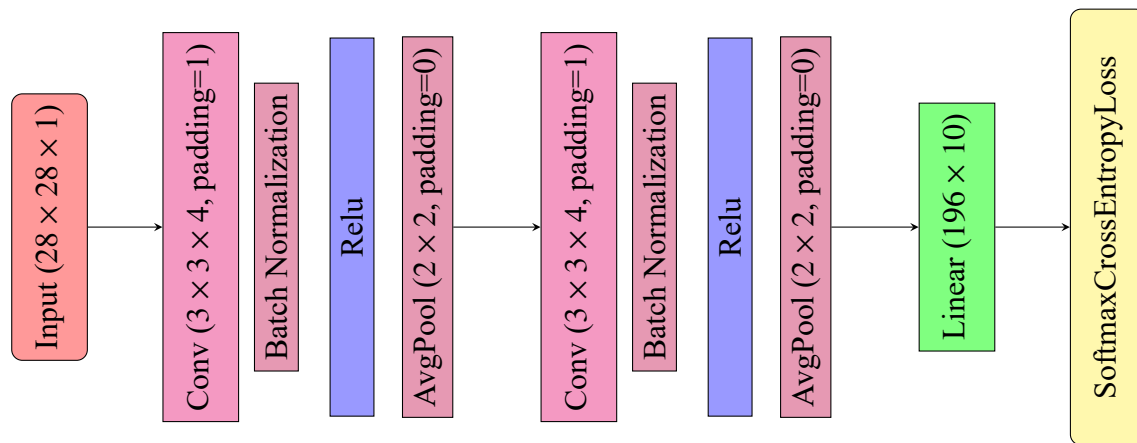 Input (28 × 28 × 1)
Conv (3 × 3 × 4, padding=1)
Batch Normalization
Relu
AvgPool (2 × 2, padding=0)
Conv (3 × 3 × 4, padding=1)
Batch Normalization
Relu
AvgPool (2 × 2, padding=0)
Linear (196 × 10)
SoftmaxCrossEntropyLoss